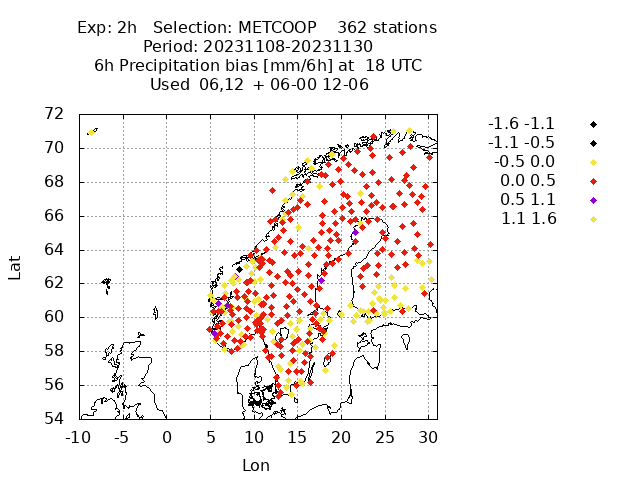 Exp: 2h   Selection: METCOOP    362 stations
Period: 20231108-20231130
6h Precipitation bias [mm/6h] at  18 UTC
Used  06,12  + 06-00 12-06
72
70
68
66
64
62
60
58
56
54
Lat
-10 -5 0 5 10 15 20 25 30
Lon
-1.6 -1.1
-1.1 -0.5
-0.5 0.0
0.0 0.5
0.5 1.1
1.1 1.6